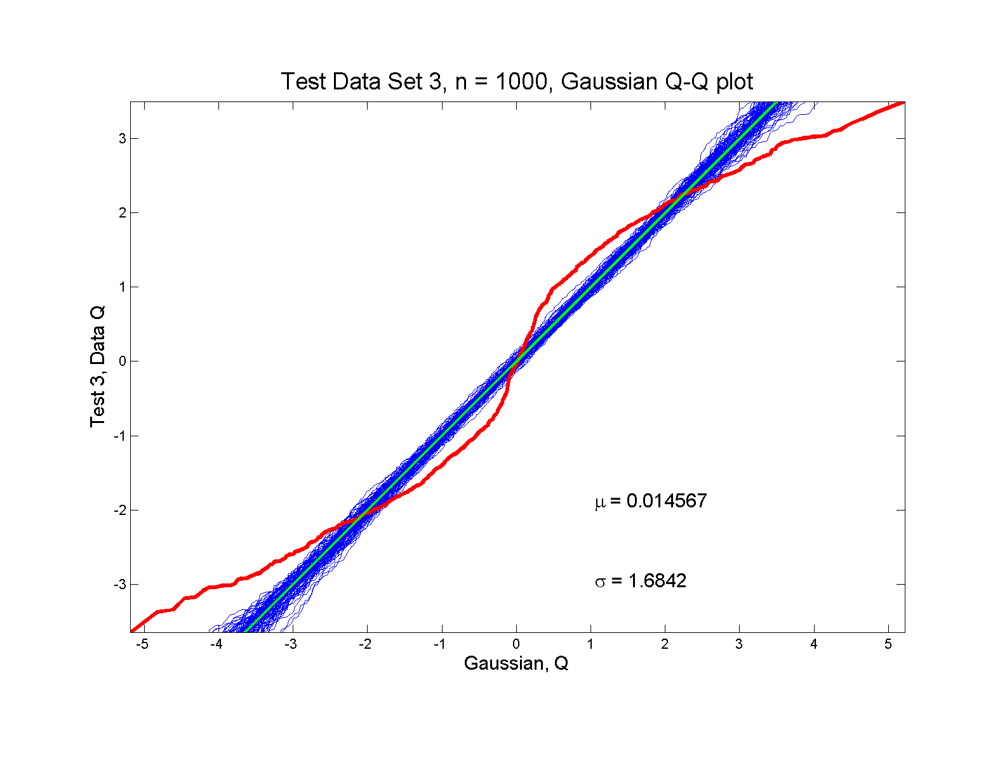 Test Data Set 3, n = 1000, Gaussian Q-Q plot
3
2
1
0
-1
-2
-3
Test 3, Data Q
μ = 0.014567
σ = 1.6842
-5 -4 -3 -2 -1 0 1 2 3 4 5
Gaussian, Q